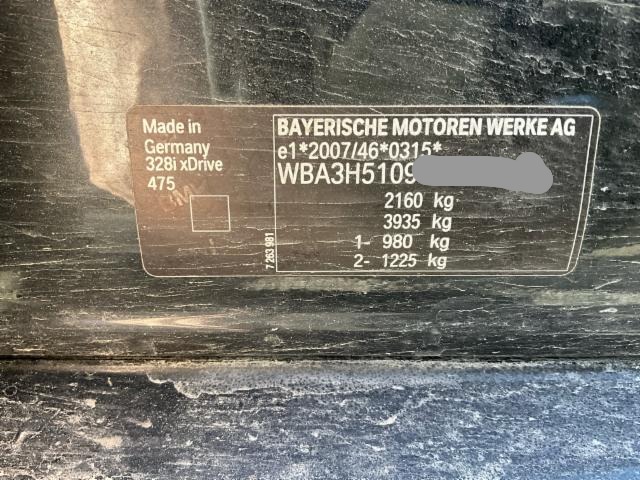 Made in
Germany
328i xDrive
475
BAYERISCHE MOTOREN WERKE AG
e1*2007/46*0315*
WBA3H5109
2160 kg
3935 kg
1- 980 kg
2- 1225 kg
7 263 981